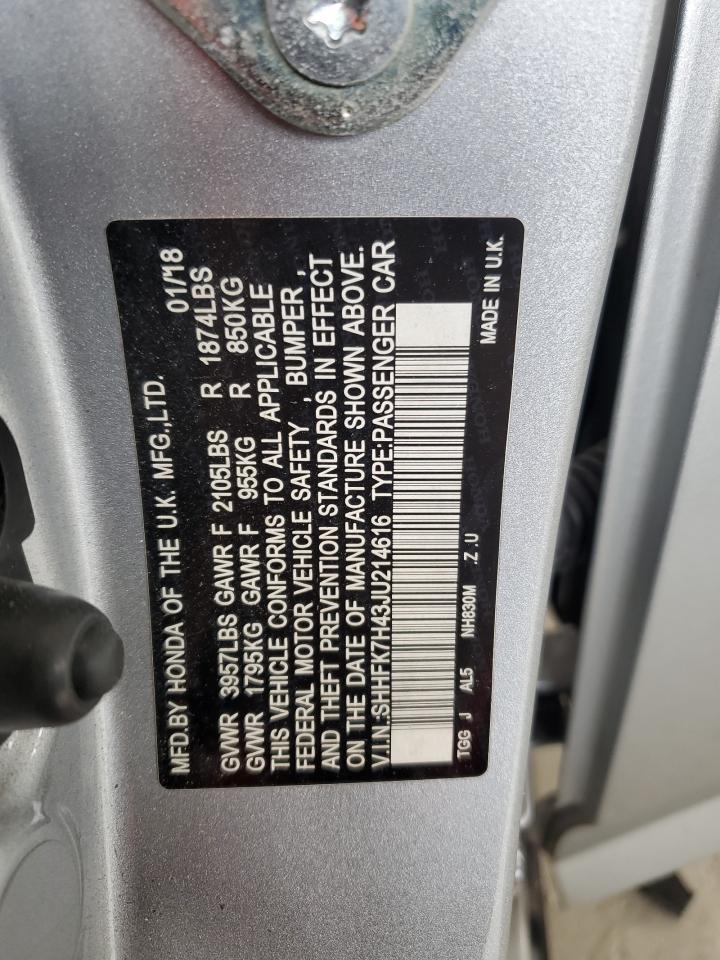 MFD.BY HONDA OF THE U.K. MFG.,LTD. 01/18
GVWR 3957LBS GAWR F 2105LBS R 1874LBS
GVWR 1795KG GAWR F 955KG R 850KG
THIS VEHICLE CONFORMS TO ALL APPLICABLE
FEDERAL MOTOR VEHICLE SAFETY , BUMPER ,
AND THEFT PREVENTION STANDARDS IN EFFECT
ON THE DATE OF MANUFACTURE SHOWN ABOVE.
V.I.N.:SHHFK7H43JU214616 TYPE:PASSENGER CAR
TGG J AL5 NH830M .Z .U MADE IN U.K.